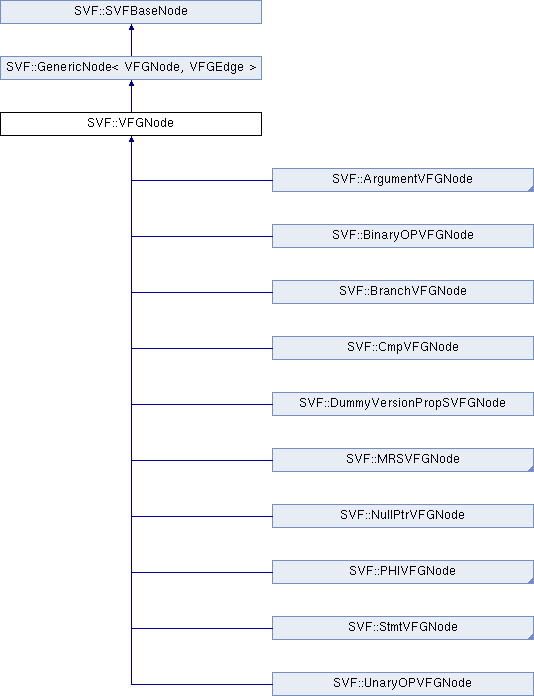 SVF::SVFBaseNode
SVF::GenericNode< VFGNode, VFGEdge >
SVF::VFGNode
SVF::ArgumentVFGNode
SVF::BinaryOPVFGNode
SVF::BranchVFGNode
SVF::CmpVFGNode
SVF::DummyVersionPropSVFGNode
SVF::MRSVFGNode
SVF::NullPtrVFGNode
SVF::PHIVFGNode
SVF::StmtVFGNode
SVF::UnaryOPVFGNode